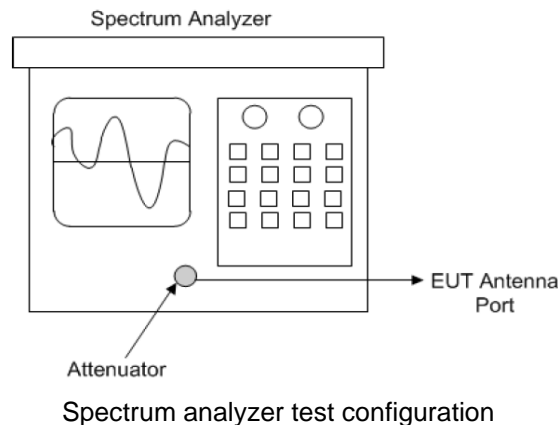 Spectrum Analyzer
EUT Antenna
Port
Attenuator
Spectrum analyzer test configuration